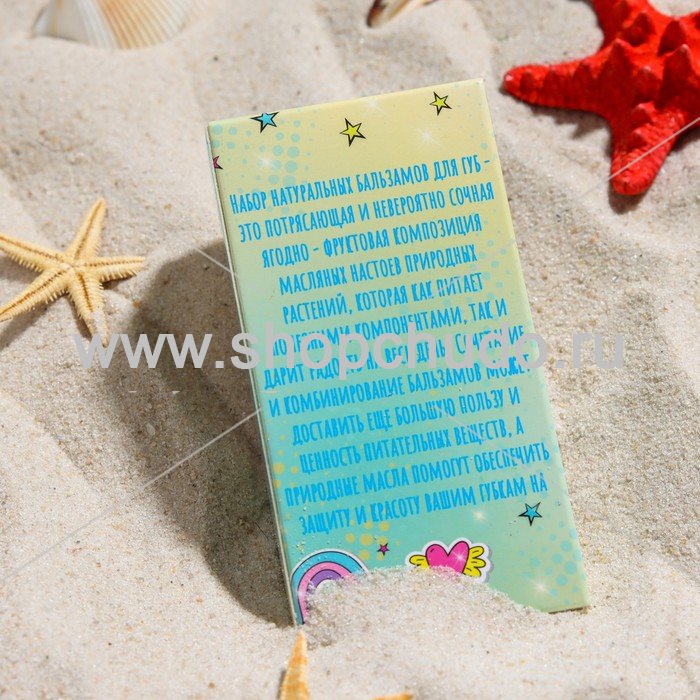 НАБОР НАТУРАЛЬНЫХ БАЛЬЗАМОВ ДЛЯ ГУБ -
ЭТО ПОТРЯСАЮЩАЯ И НЕВЕРОЯТНО СОЧНАЯ
ЯГОДНО - ФРУКТОВАЯ КОМПОЗИЦИЯ
МАСЛЯНЫХ НАСТОЕВ ПРИРОДНЫХ
РАСТЕНИЙ, КОТОРАЯ КАК ПИТАЕТ
КОМПОНЕНТАМИ, ТАК И
www.shopchudo.ru
ДАРИТ
И КОМБИНИРОВАНИЕ БАЛЬЗАМОВ МОЖЕТ
ДОСТАВИТЬ ЕЩЕ БОЛЬШУЮ ПОЛЬЗУ И
ЦЕННОСТЬ ПИТАТЕЛЬНЫХ ВЕЩЕСТВ, А
ПРИРОДНЫЕ МАСЛА ПОМОГУТ ОБЕСПЕЧИТЬ
ЗАЩИТУ И КРАСОТУ ВАШИМ ГУБКАМ НА